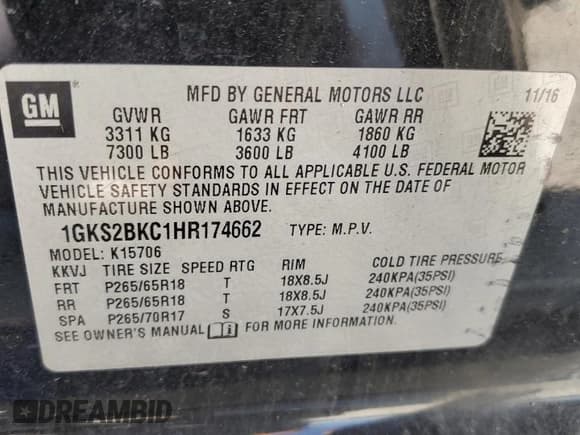 GM
MFD BY GENERAL MOTORS LLC 11/16
GVWR GAWR FRT GAWR RR
3311 KG 1633 KG 1860 KG
7300 LB 3600 LB 4100 LB
THIS VEHICLE CONFORMS TO ALL APPLICABLE U.S. FEDERAL MOTOR
VEHICLE SAFETY STANDARDS IN EFFECT ON THE DATE OF
MANUFACTURE SHOWN ABOVE.
1GKS2BKC1HR174662 TYPE: M.P.V.
MODEL: K15706
KKVJ TIRE SIZE SPEED RTG RIM COLD TIRE PRESSURE
FRT P265/65R18 T 18X8.5J 240KPA(35PSI)
RR P265/65R18 T 18X8.5J 240KPA(35PSI)
SPA P265/70R17 S 17X7.5J 240KPA(35PSI)
SEE OWNER'S MANUAL FOR MORE INFORMATION.
DREAMBID